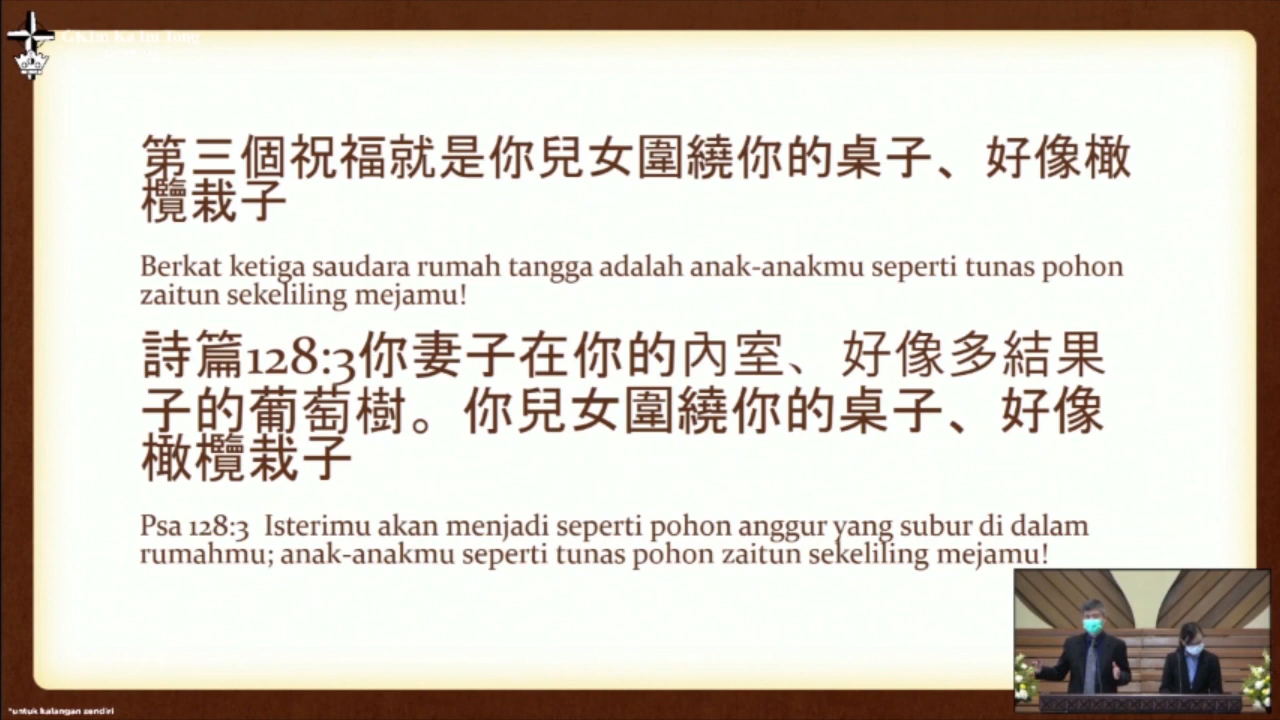 第三個祝福就是你兒女圍繞你的桌子、好像橄
欖栽子
Berkat ketiga saudara rumah tangga adalah anak-anakmu seperti tunas pohon
zaitun sekeliling mejamu!
詩篇128:3你妻子在你的內室、好像多結果
子的葡萄樹。你兒女圍繞你的桌子、好像
橄欖栽子
Psa 128:3 Isterimu akan menjadi seperti pohon anggur yang subur di dalam
rumahmu; anak-anakmu seperti tunas pohon zaitun sekeliling mejamu!
*untuk kalangan sendiri